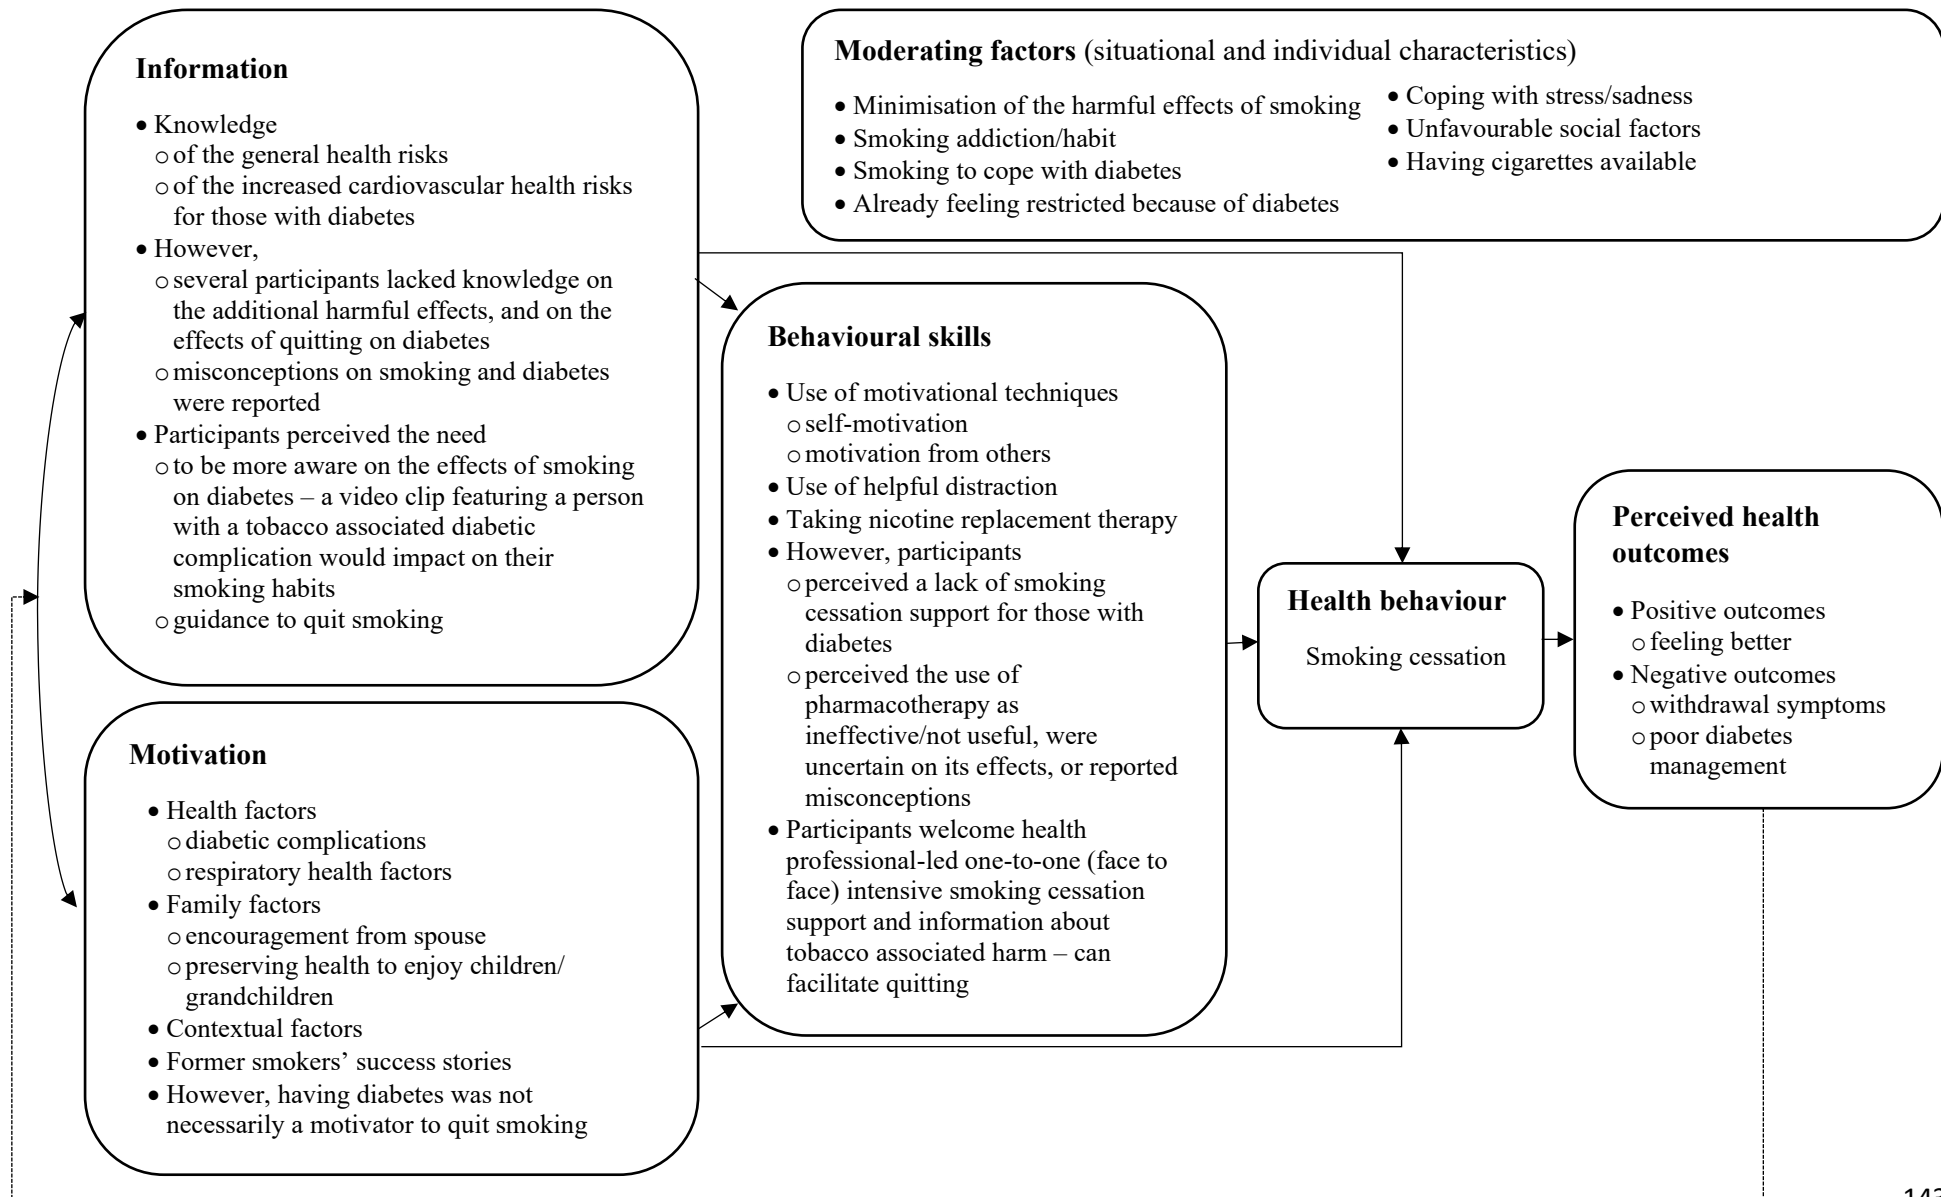 Information
• Knowledge
o of the general health risks
o of the increased cardiovascular health risks
for those with diabetes
• However,
o several participants lacked knowledge on
the additional harmful effects, and on the
effects of quitting on diabetes
o misconceptions on smoking and diabetes
were reported
• Participants perceived the need
o to be more aware on the effects of smoking
on diabetes – a video clip featuring a person
with a tobacco associated diabetic
complication would impact on their
smoking habits
o guidance to quit smoking
Motivation
• Health factors
o diabetic complications
o respiratory health factors
• Family factors
o encouragement from spouse
o preserving health to enjoy children/
grandchildren
• Contextual factors
• Former smokers’ success stories
• However, having diabetes was not
necessarily a motivator to quit smoking
Moderating factors (situational and individual characteristics)
• Minimisation of the harmful effects of smoking
• Smoking addiction/habit
• Smoking to cope with diabetes
• Already feeling restricted because of diabetes
• Coping with stress/sadness
• Unfavourable social factors
• Having cigarettes available
Behavioural skills
• Use of motivational techniques
o self-motivation
o motivation from others
• Use of helpful distraction
• Taking nicotine replacement therapy
• However, participants
o perceived a lack of smoking
cessation support for those with
diabetes
o perceived the use of
pharmacotherapy as
ineffective/not useful, were
uncertain on its effects, or reported
misconceptions
• Participants welcome health
professional-led one-to-one (face to
face) intensive smoking cessation
support and information about
tobacco associated harm – can
facilitate quitting
Health behaviour
Smoking cessation
Perceived health
outcomes
• Positive outcomes
o feeling better
• Negative outcomes
o withdrawal symptoms
o poor diabetes
management